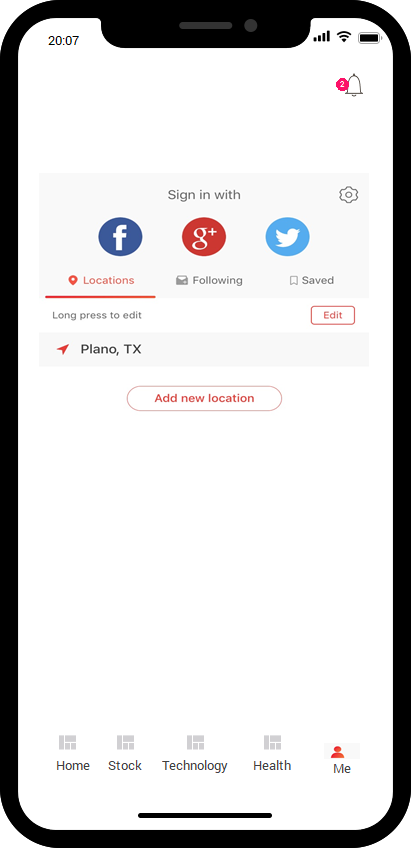 20:07
2
Sign in with
f g+
Locations Following Saved
Long press to edit Edit
Plano, TX
Add new location
Home Stock Technology Health Me